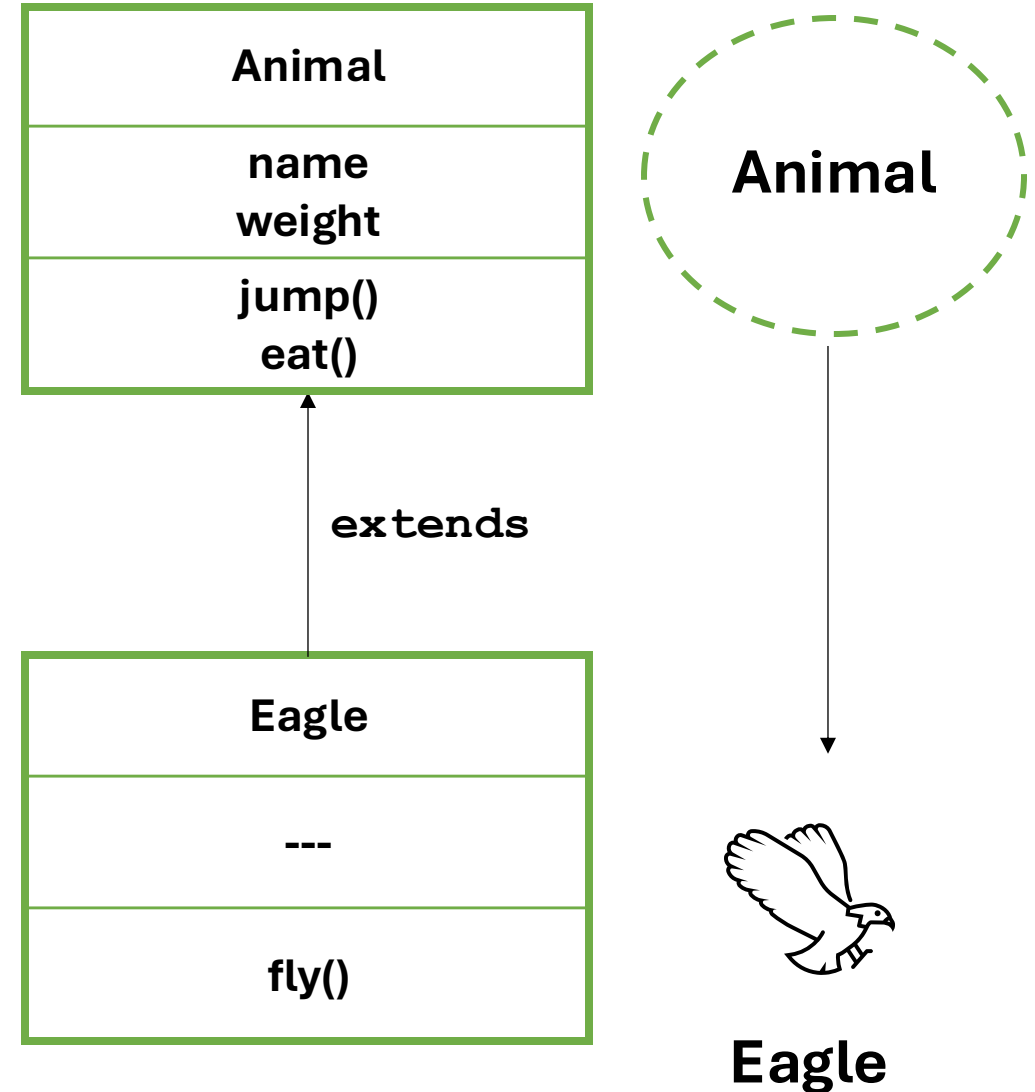 Animal
name
weight
jump()
eat()
extends
Eagle
---
fly()
Animal
Eagle